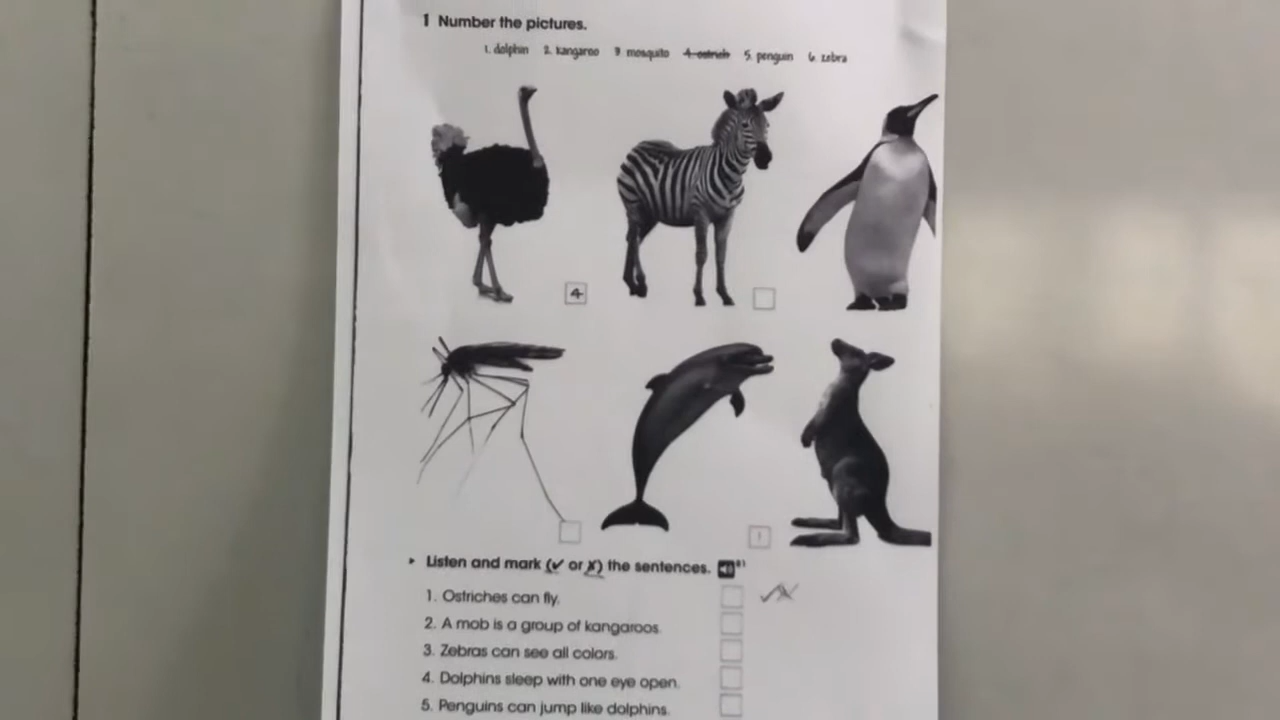 1 Number the pictures.
1. dolphin 2. kangaroo 3 mosquito 4. ostrich 5. penguin 6. zebra
4
1
▸ Listen and mark (✔ or ✗) the sentences. 🔊 81
1. Ostriches can fly. ✓✗
2. A mob is a group of kangaroos.
3. Zebras can see all colors.
4. Dolphins sleep with one eye open.
5. Penguins can jump like dolphins.